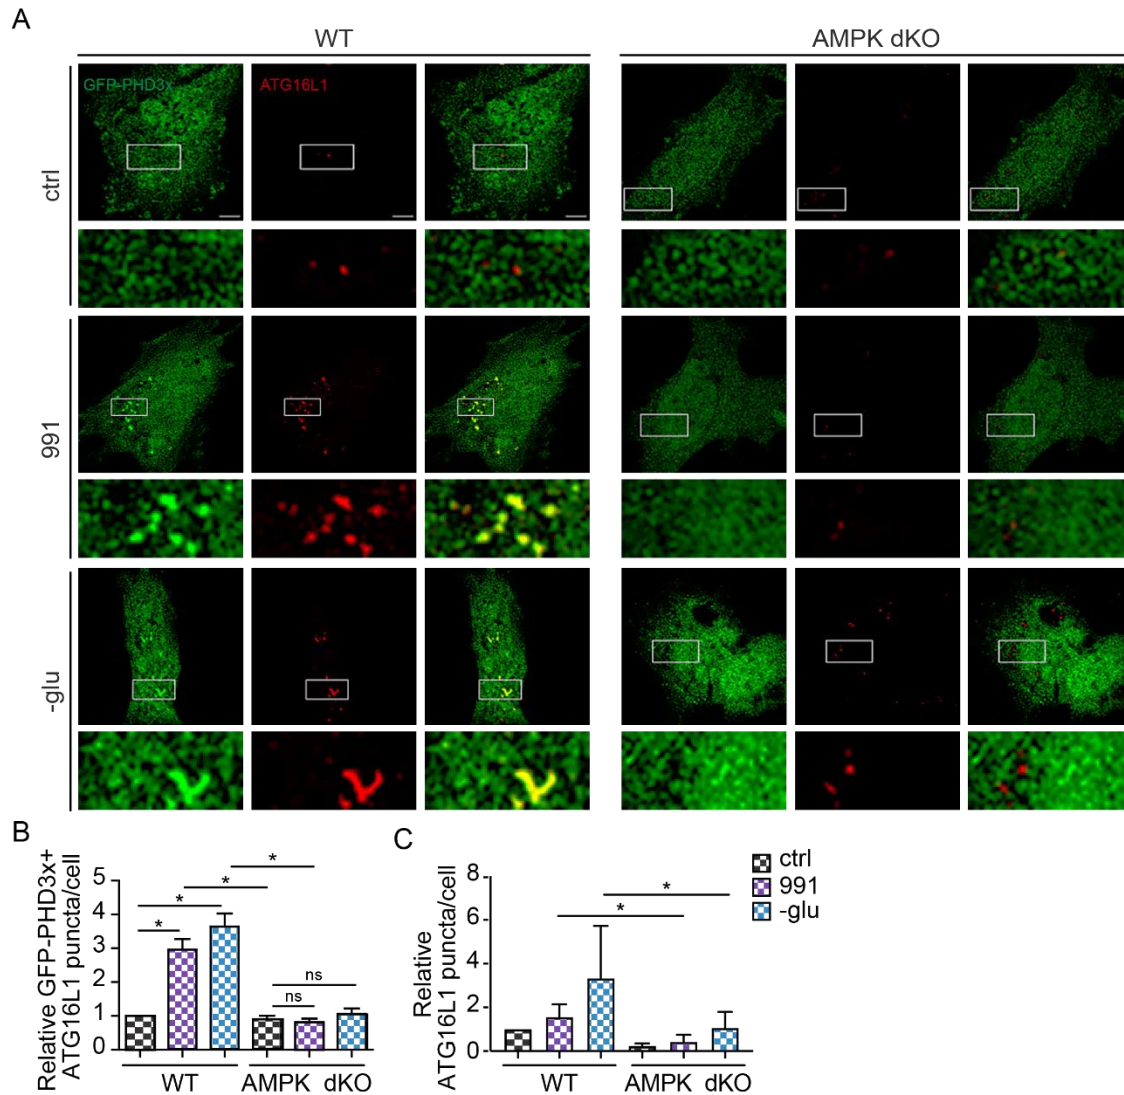 A
WT
AMPK dKO
GFP-PHD3x
ATG16L1
ctrl
991
-glu
B
Relative GFP-PHD3x+
ATG16L1 puncta/cell
5
4
3
2
1
0
*
*
*
*
ns
ns
WT
AMPK dKO
C
Relative
ATG16L1 puncta/cell
8
6
4
2
0
*
*
WT
AMPK dKO
ctrl
991
-glu